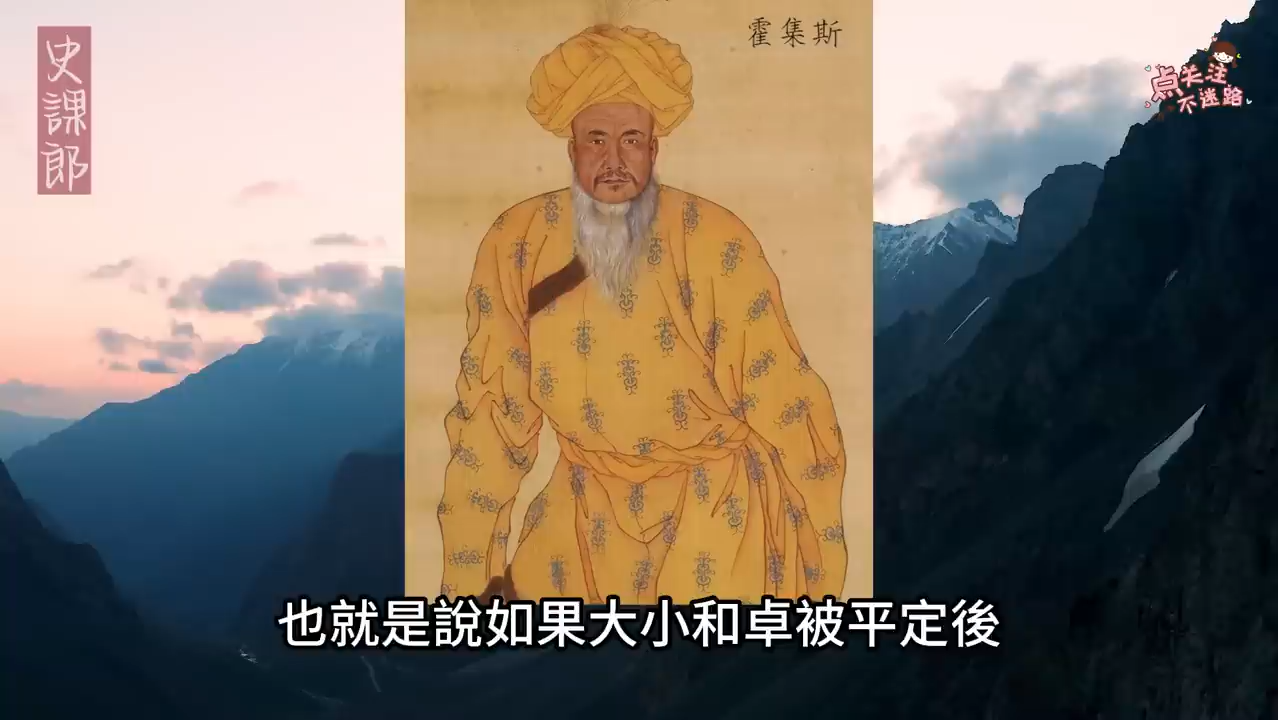 史課郎
霍集斯
点关注
不迷路
也就是說如果大小和卓被平定後